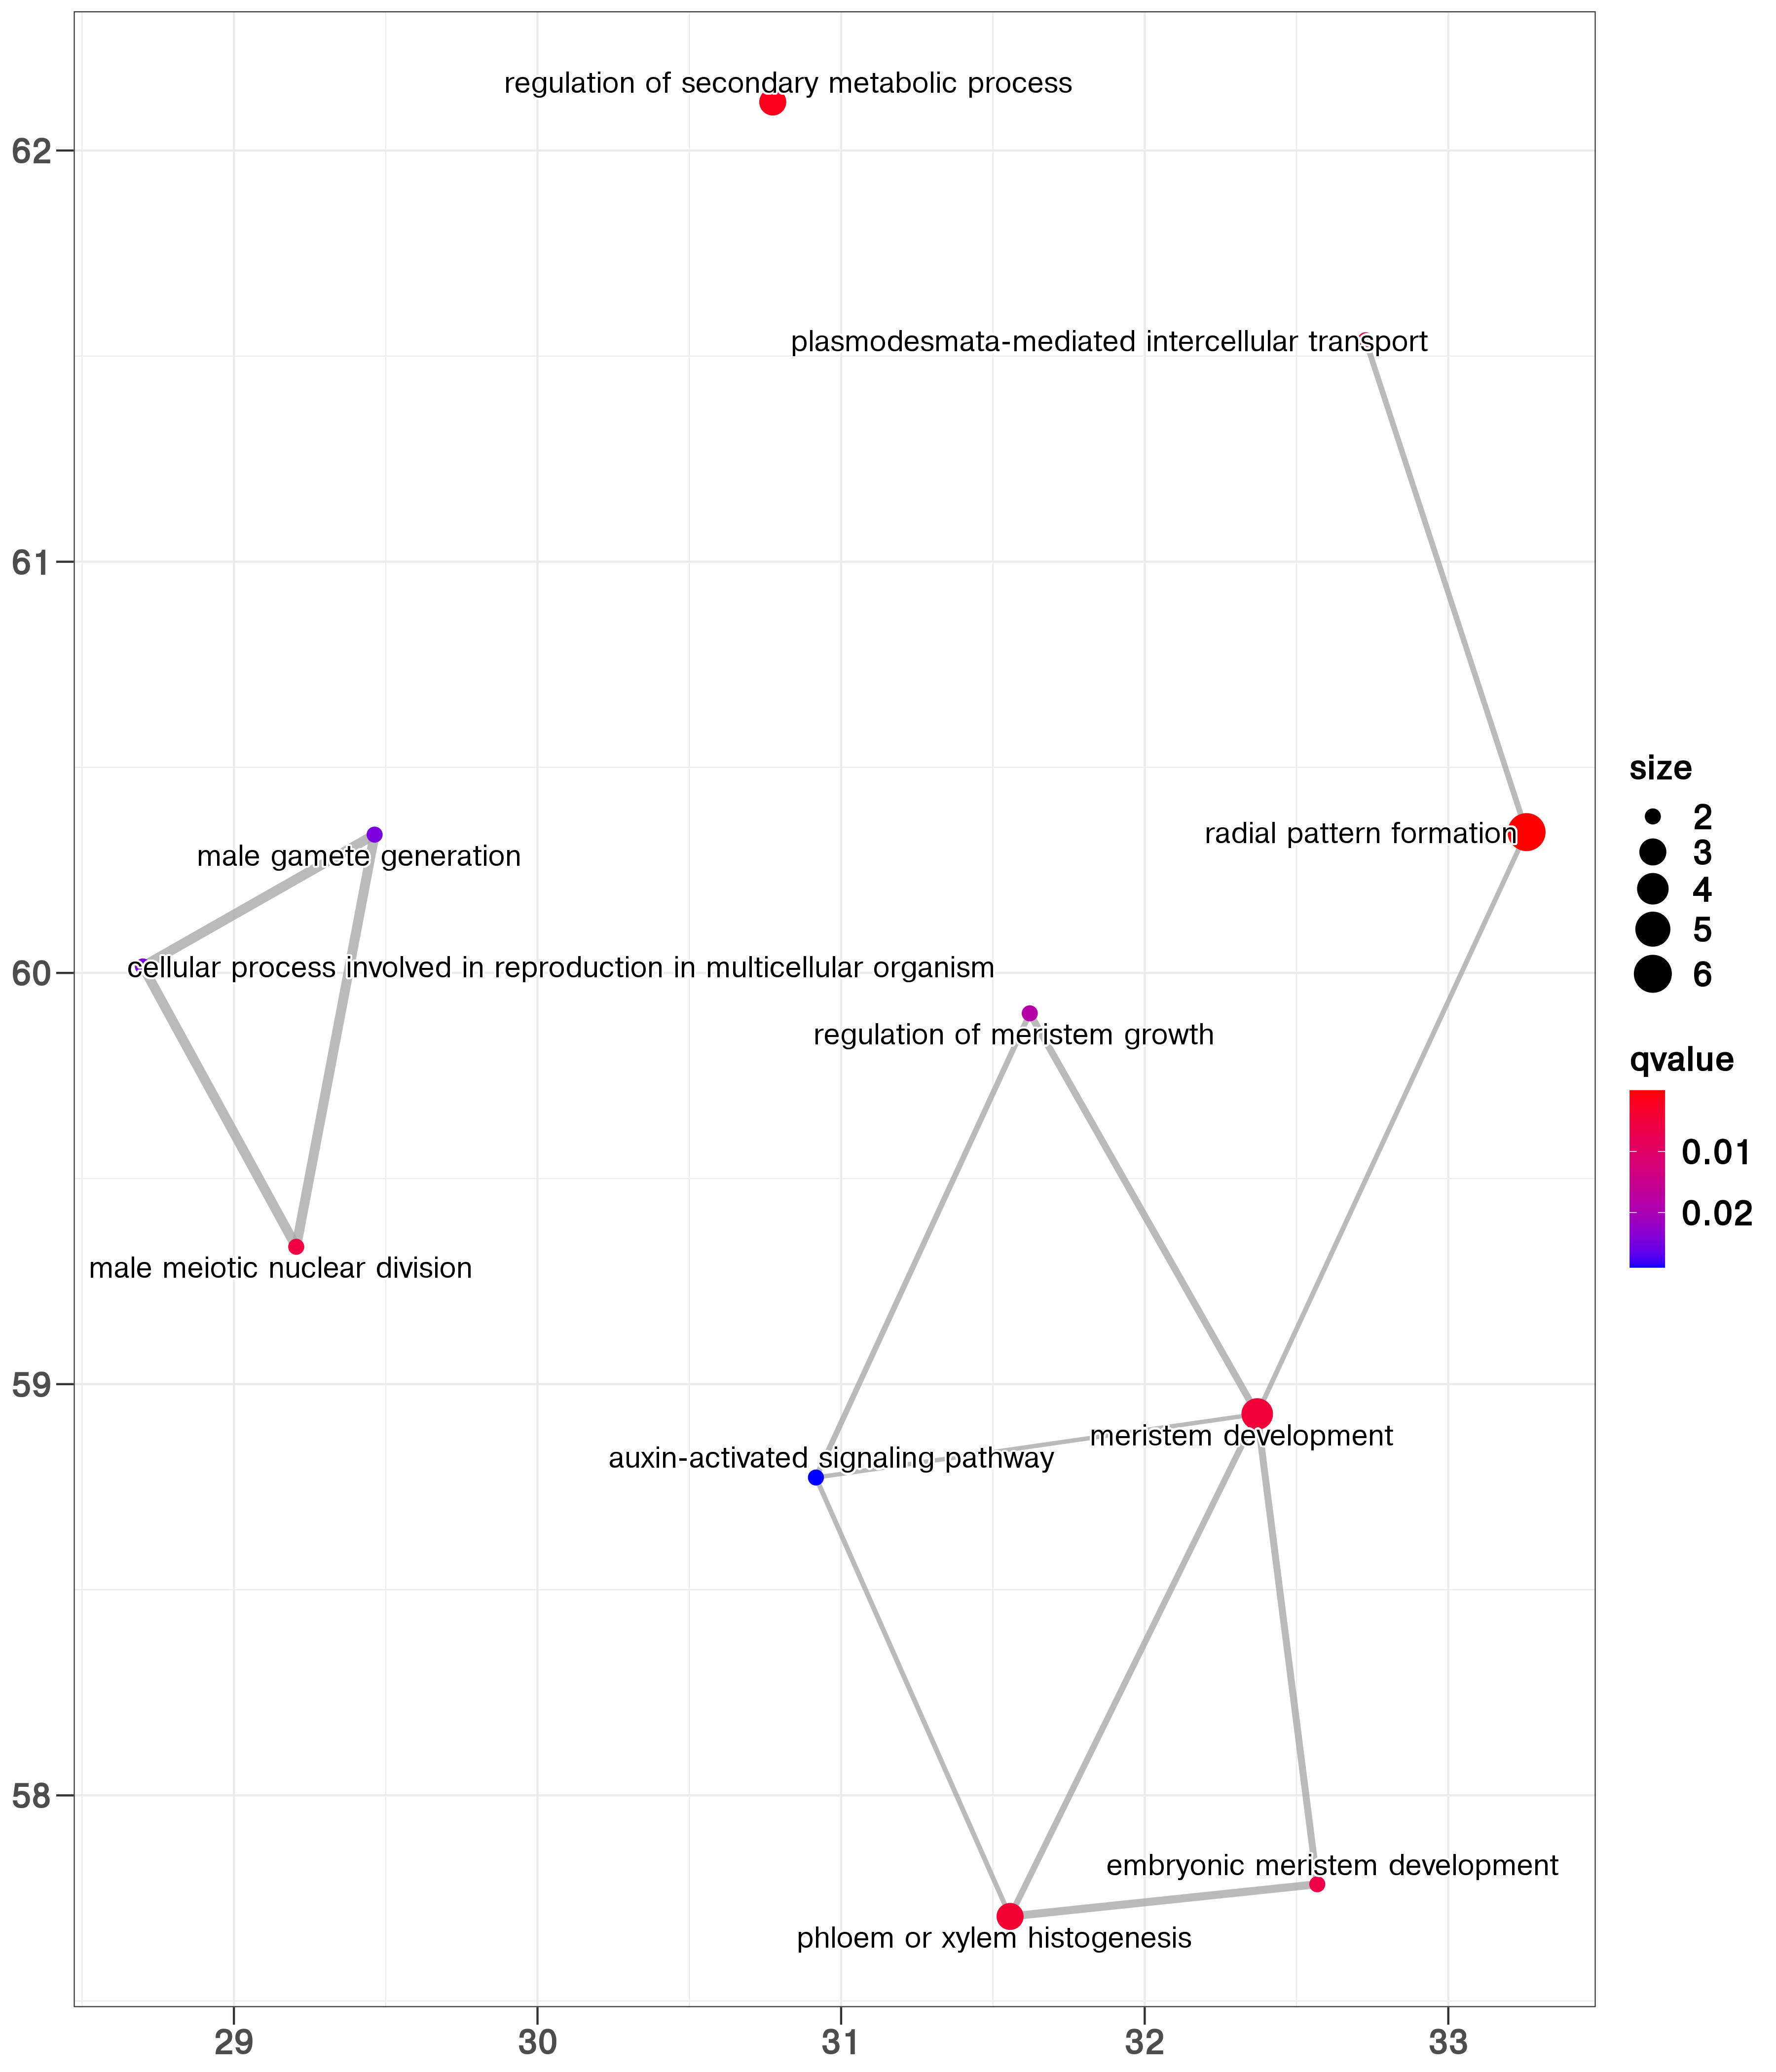 regulation of secondary metabolic process
62
plasmodesmata-mediated intercellular transport
61
radial pattern formation
male gamete generation
cellular process involved in reproduction in multicellular organism
60
regulation of meristem growth
male meiotic nuclear division
59
meristem development
auxin-activated signaling pathway
58
embryonic meristem development
phloem or xylem histogenesis
29 30 31 32 33
size
2
3
4
5
6
qvalue
0.01
0.02